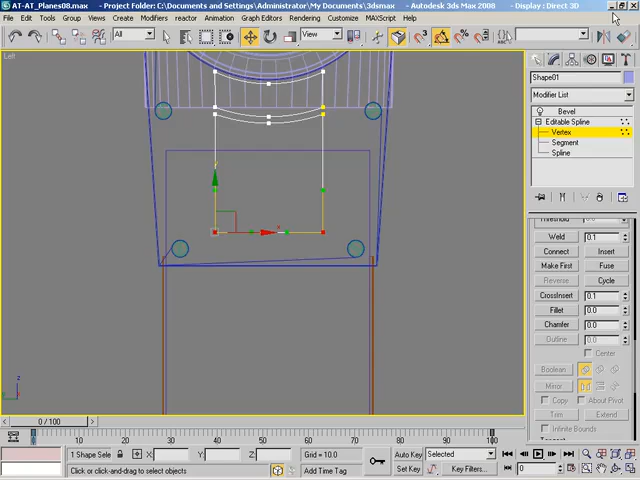 AT-AT_Planes08.max - Project Folder: C:\Documents and Settings\Administrator\My Documents\3dsmax - Autodesk 3ds Max 2008 - Display : Direct 3D
File Edit Tools Group Views Create Modifiers reactor Animation Graph Editors Rendering Customize MAXScript Help
All View
Left
Shape01
Modifier List
Bevel
Editable Spline
Vertex
Segment
Spline
Weld 0.1
Connect Insert
Make First Fuse
Reverse Cycle
CrossInsert 0.1
Fillet 0.0
Chamfer 0.0
Outline 0.0
Center
Boolean
Mirror
Copy About Pivot
Trim Extend
Infinite Bounds
z
0 / 100
0 10 20 30 40 50 60 70 80 90 100
1 Shape Sele X: Y: Z: Grid = 10.0 Auto Key Selected
Click or click-and-drag to select objects Add Time Tag Set Key Key Filters... 0